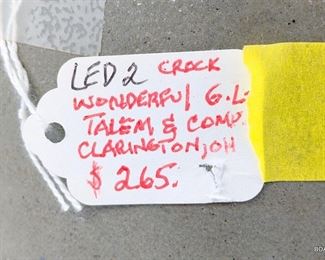 LED 2 CROCK
WONDERFUL G.L.
TALEM & COMP.
CLARINGTON, OH
$ 265.